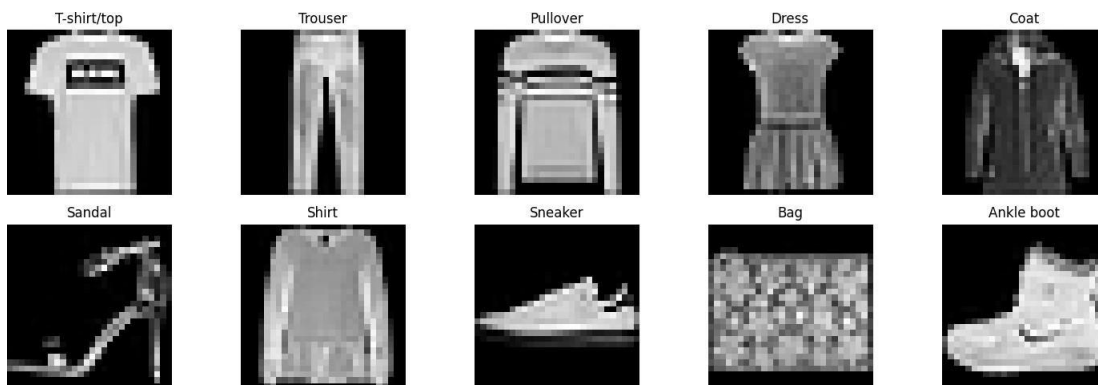 T-shirt/top
Trouser
Pullover
Dress
Coat
Sandal
Shirt
Sneaker
Bag
Ankle boot